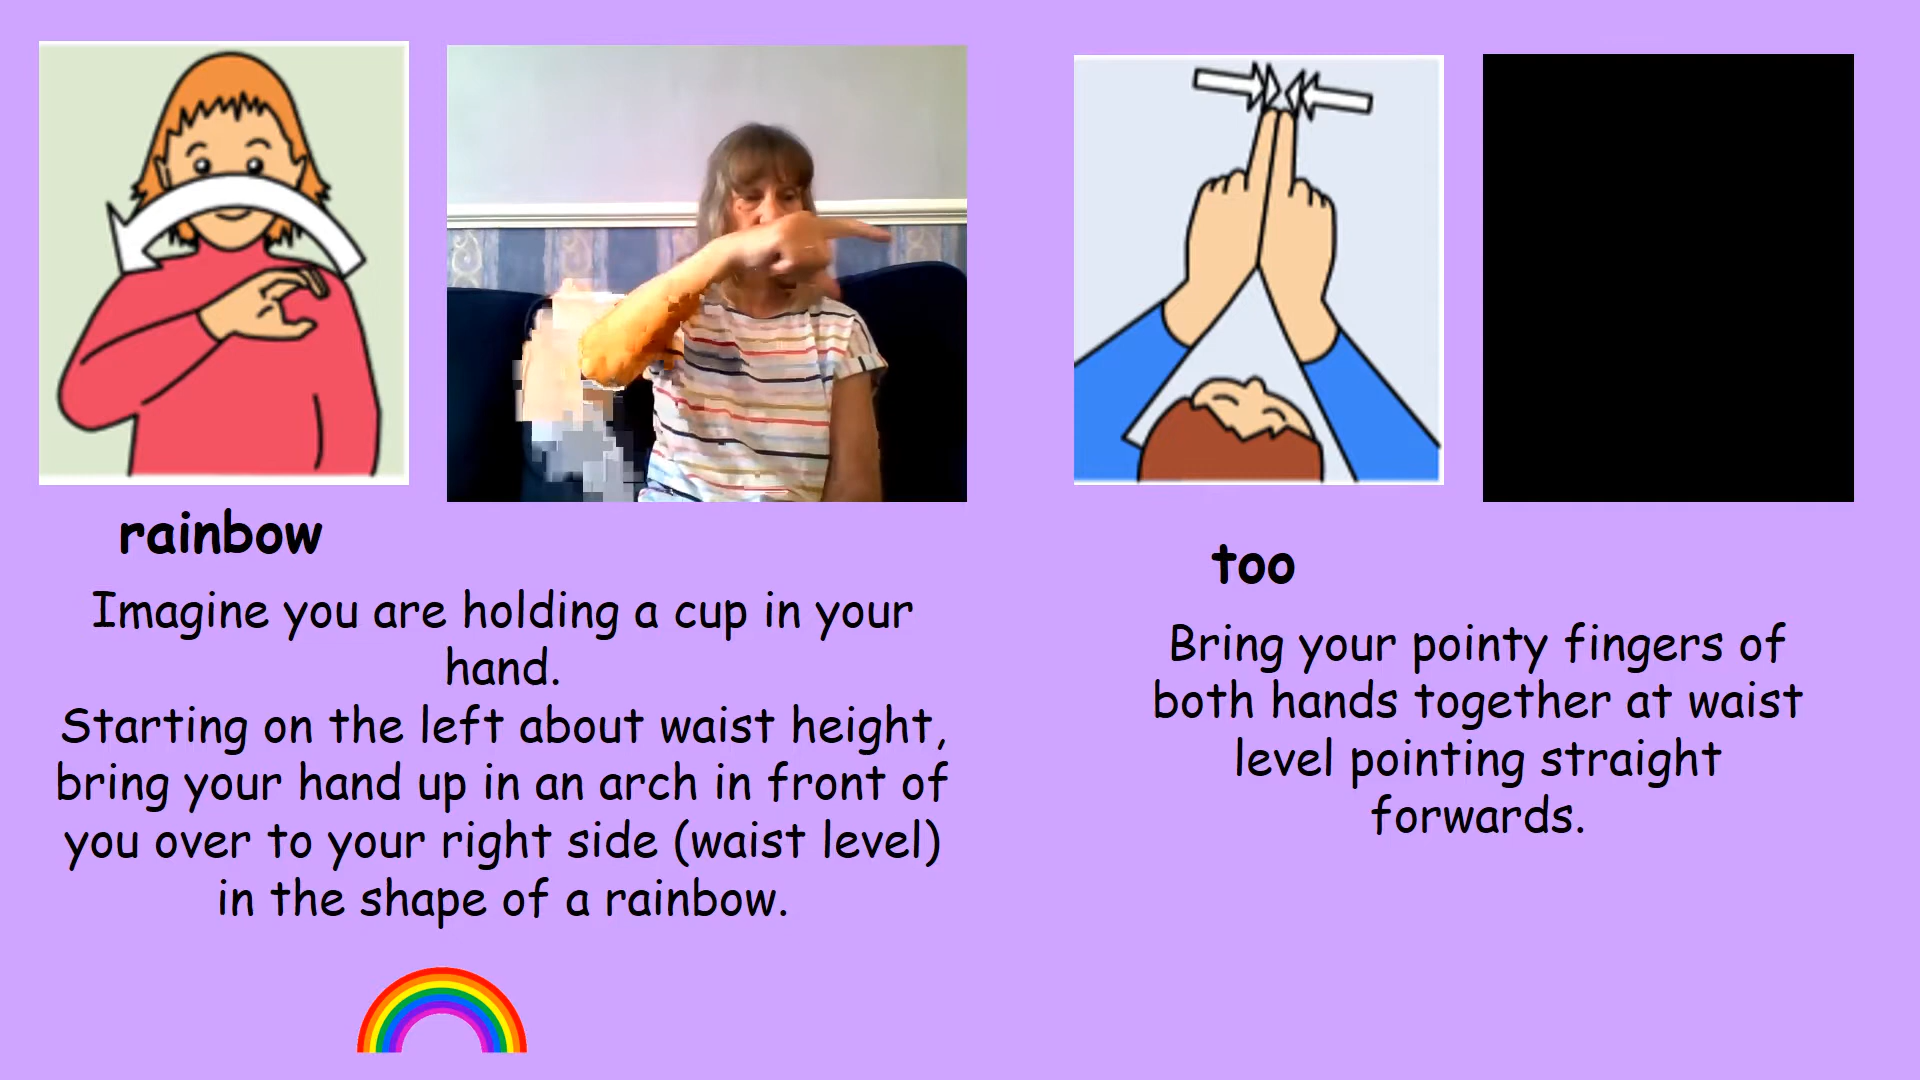 rainbow
Imagine you are holding a cup in your
hand.
Starting on the left about waist height,
bring your hand up in an arch in front of
you over to your right side (waist level)
in the shape of a rainbow.
too
Bring your pointy fingers of
both hands together at waist
level pointing straight
forwards.